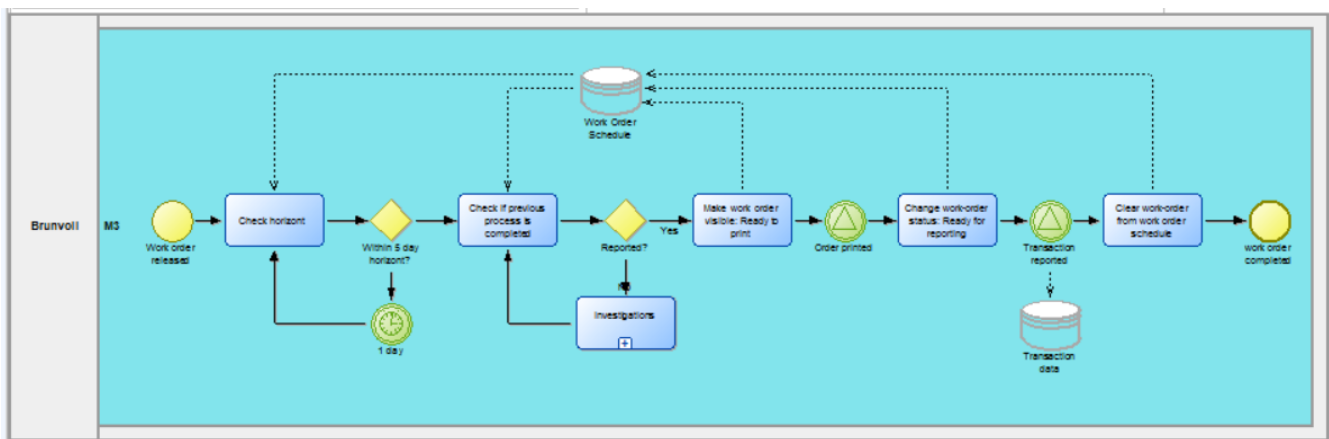 Work Order
Schedule
Brunvoll
M3
Work order
released
Check horizont
Within 5 day
horizont?
1 day
Check if previous
process is
completed
Reported?
Yes
Investigations
Make work order
visible: Ready to
print
Order printed
Change work-order
status: Ready for
reporting
Transaction
reported
Transaction
data
Clear work-order
from work order
schedule
work order
completed